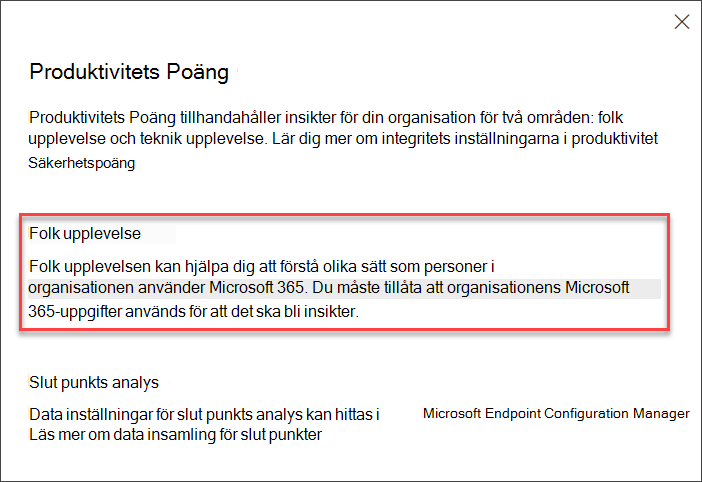 Produktivitets Poäng
Produktivitets Poäng tillhandahåller insikter för din organisation för två områden: folk
upplevelse och teknik upplevelse. Lär dig mer om integritets inställningarna i produktivitet
Säkerhetspoäng
Folk upplevelse
Folk upplevelsen kan hjälpa dig att förstå olika sätt som personer i
organisationen använder Microsoft 365. Du måste tillåta att organisationens Microsoft
365-uppgifter används för att det ska bli insikter.
Slut punkts analys
Data inställningar för slut punkts analys kan hittas i Microsoft Endpoint Configuration Manager
Läs mer om data insamling för slut punkter